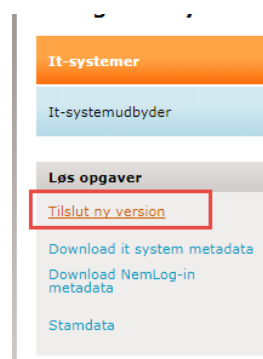 It-systemer
It-systemudbyder
Løs opgaver
Tilslut ny version
Download it system metadata
Download NemLog-in
metadata
Stamdata